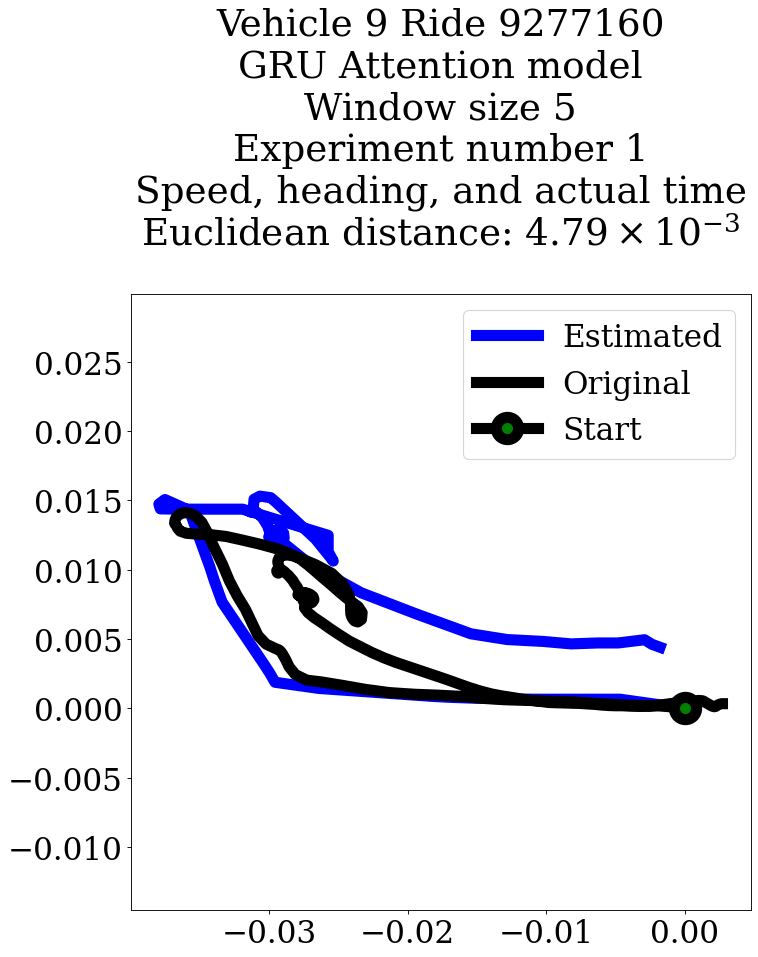 Vehicle 9 Ride 9277160
GRU Attention model
Window size 5
Experiment number 1
Speed, heading, and actual time
Euclidean distance: 4.79 × 10⁻³
Estimated
Original
Start
0.025
0.020
0.015
0.010
0.005
0.000
−0.005
−0.010
−0.03 −0.02 −0.01 0.00